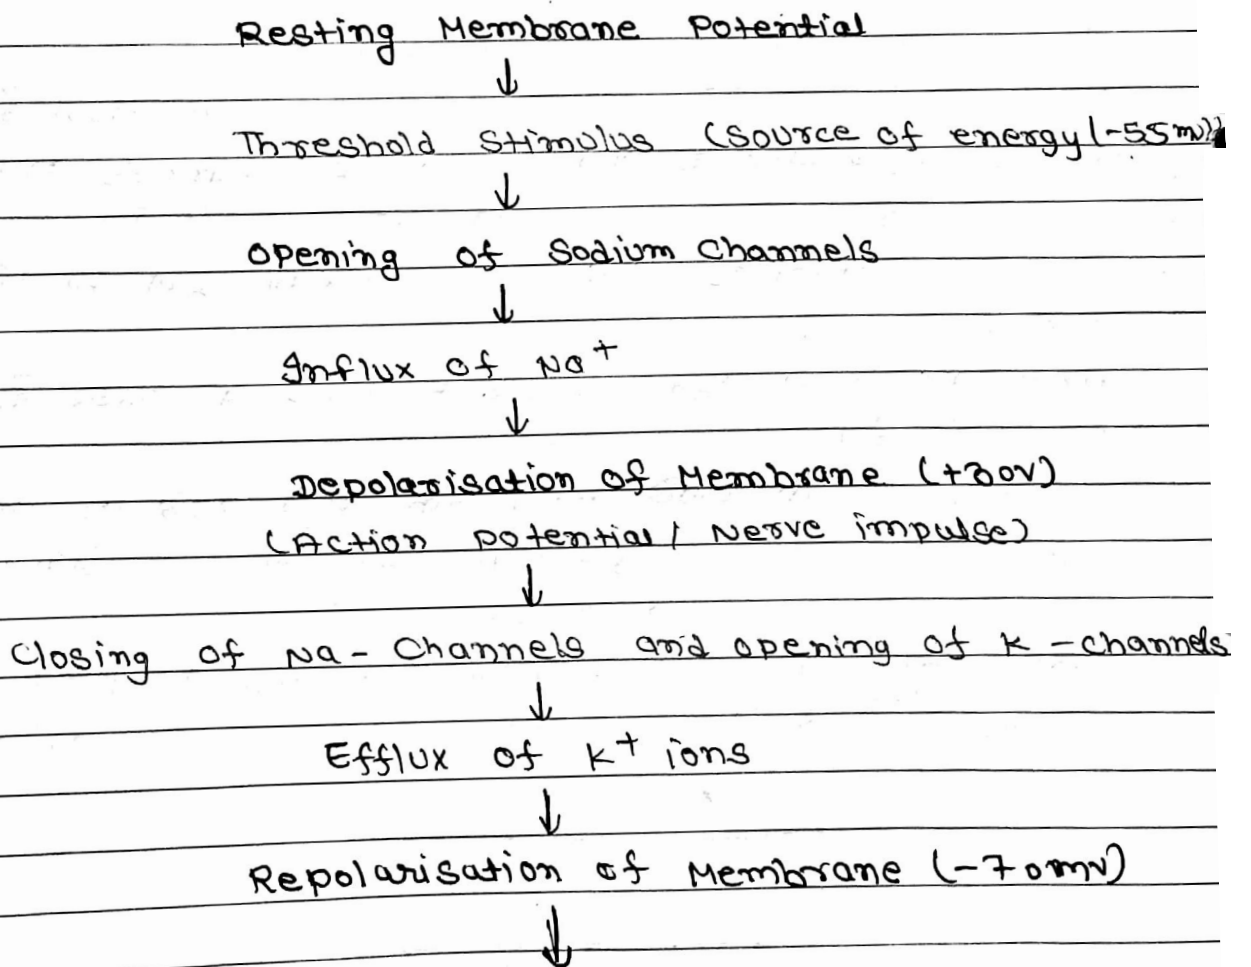 Resting Membrane Potential
↓
Threshold Stimulus (Source of energy (-55mv))
↓
Opening of Sodium Channels
↓
Influx of Na+
↓
Depolarisation of Membrane (+30v)
(Action potential / Nerve impulse)
↓
Closing of Na- Channels and opening of K-channels
↓
Efflux of K+ ions
↓
Repolarisation of Membrane (-70mv)
↓